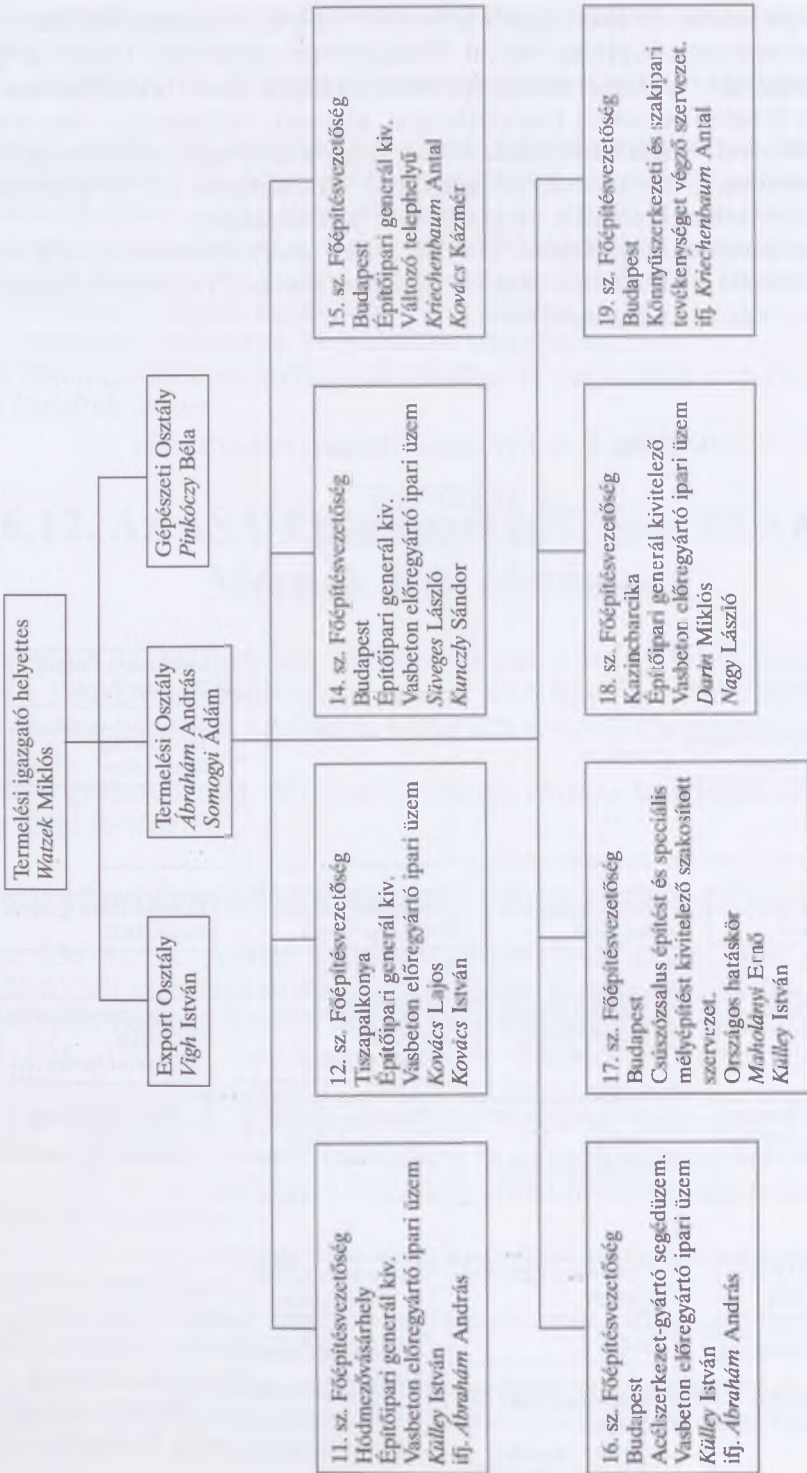 Termelési igazgató helyettes
Watzek Miklós
Export Osztály
Vigh István
Termelési Osztály
Ábrahám András
Somogyi Ádám
Gépészeti Osztály
Pinkóczy Béla
11. sz. Főépítésvezetőség
Hódmezővásárhely
Építőipari generál kiv.
Vasbeton előregyártó ipari üzem
Külley István
ifj. Ábrahám András
12. sz. Főépítésvezetőség
Tiszapalkonya
Építőipari generál kiv.
Vasbeton előregyártó ipari üzem
Kovács Lajos
Kovács István
14. sz. Főépítésvezetőség
Budapest
Építőipari generál kiv.
Vasbeton előregyártó ipari üzem
Süveges László
Kunczly Sándor
15. sz. Főépítésvezetőség
Budapest
Építőipari generál kiv.
Változó telephelyű
Kriechenbaum Antal
Kovács Kázmér
16. sz. Főépítésvezetőség
Budapest
Acélszerkezet-gyártó segédüzem.
Vasbeton előregyártó ipari üzem
Külley István
ifj. Ábrahám András
17. sz. Főépítésvezetőség
Budapest
Csúszózsalus építést és speciális
mélyépítést kivitelező szakosított
szervezet.
Országos hatáskör
Maholányi Ernő
Külley István
18. sz. Főépítésvezetőség
Kazincbarcika
Építőipari generál kivitelező
Vasbeton előregyártó ipari üzem
Darin Miklós
Nagy László
19. sz. Főépítésvezetőség
Budapest
Könnyűszerkezeti és szakipari
tevékenységet végző szervezet.
ifj. Kriechenbaum Antal